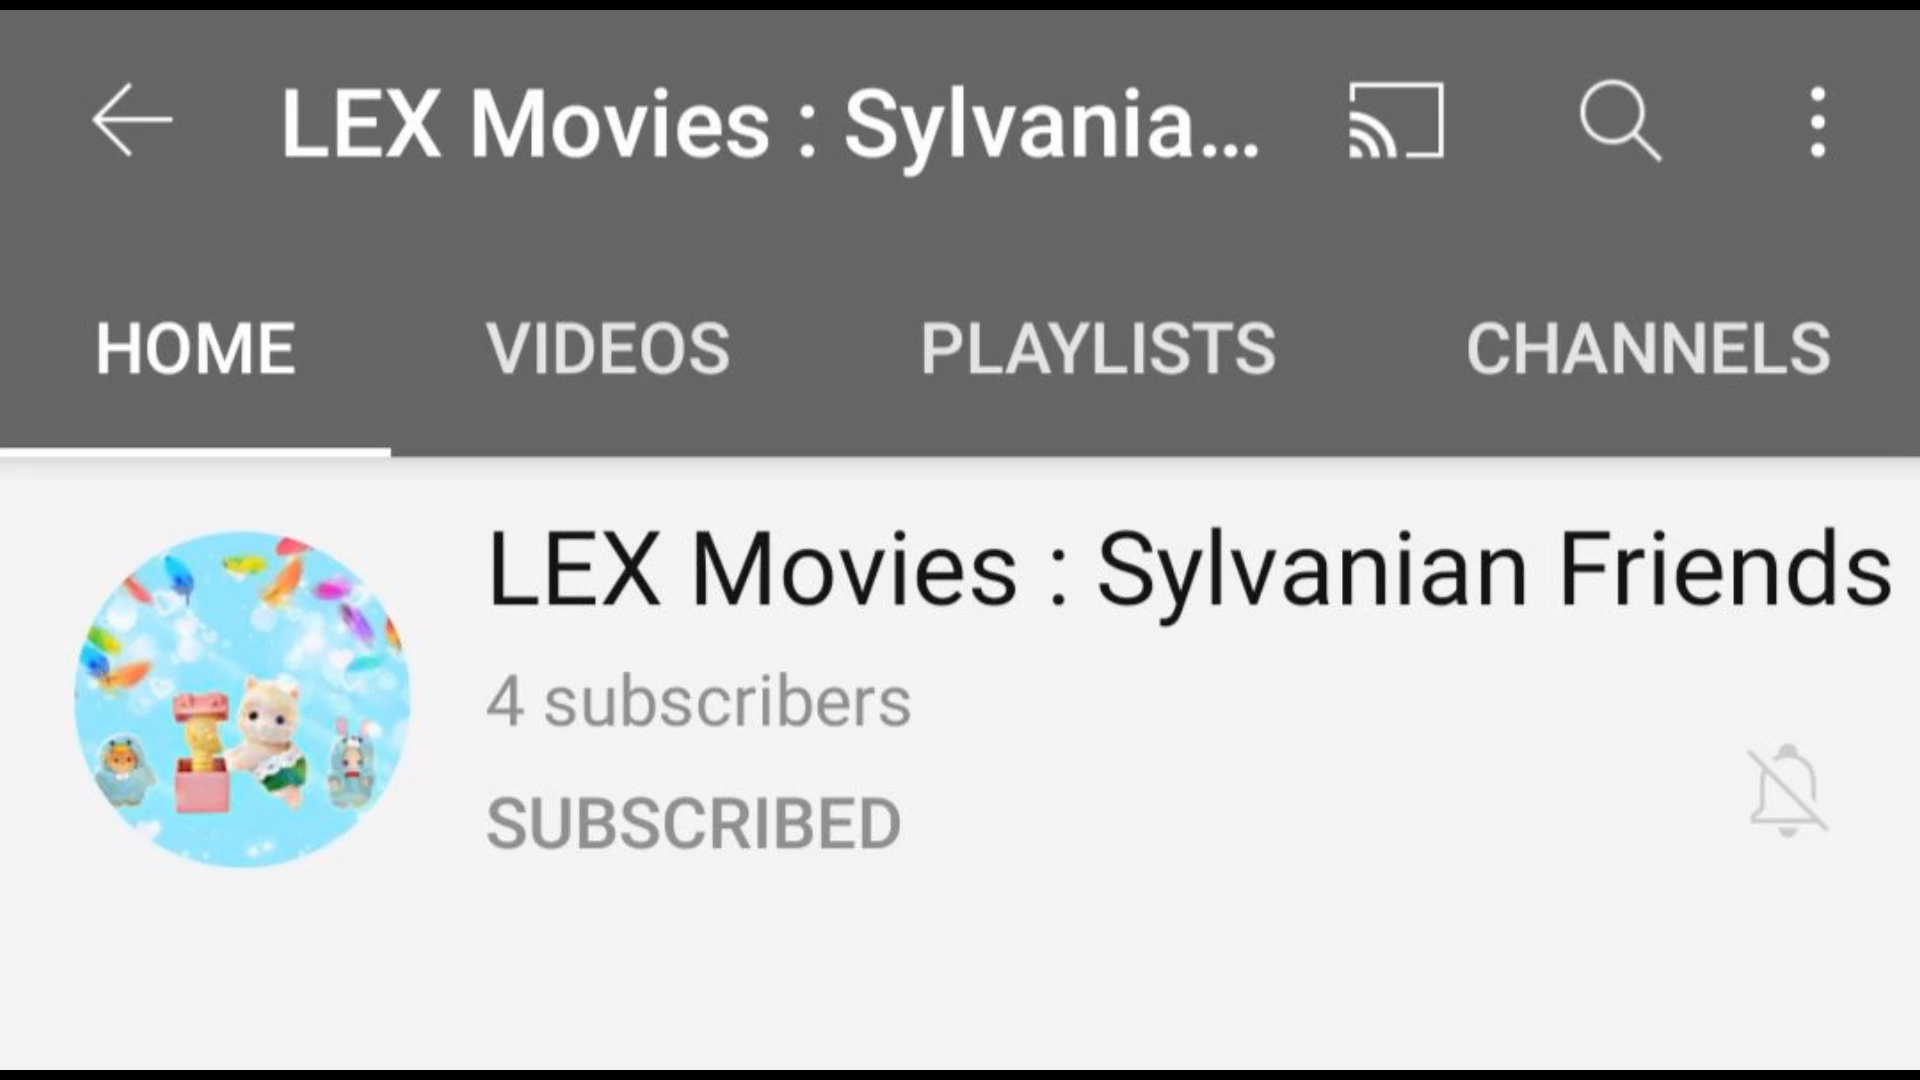 LEX Movies : Sylvania...
HOME VIDEOS PLAYLISTS CHANNELS
LEX Movies : Sylvanian Friends
4 subscribers
SUBSCRIBED